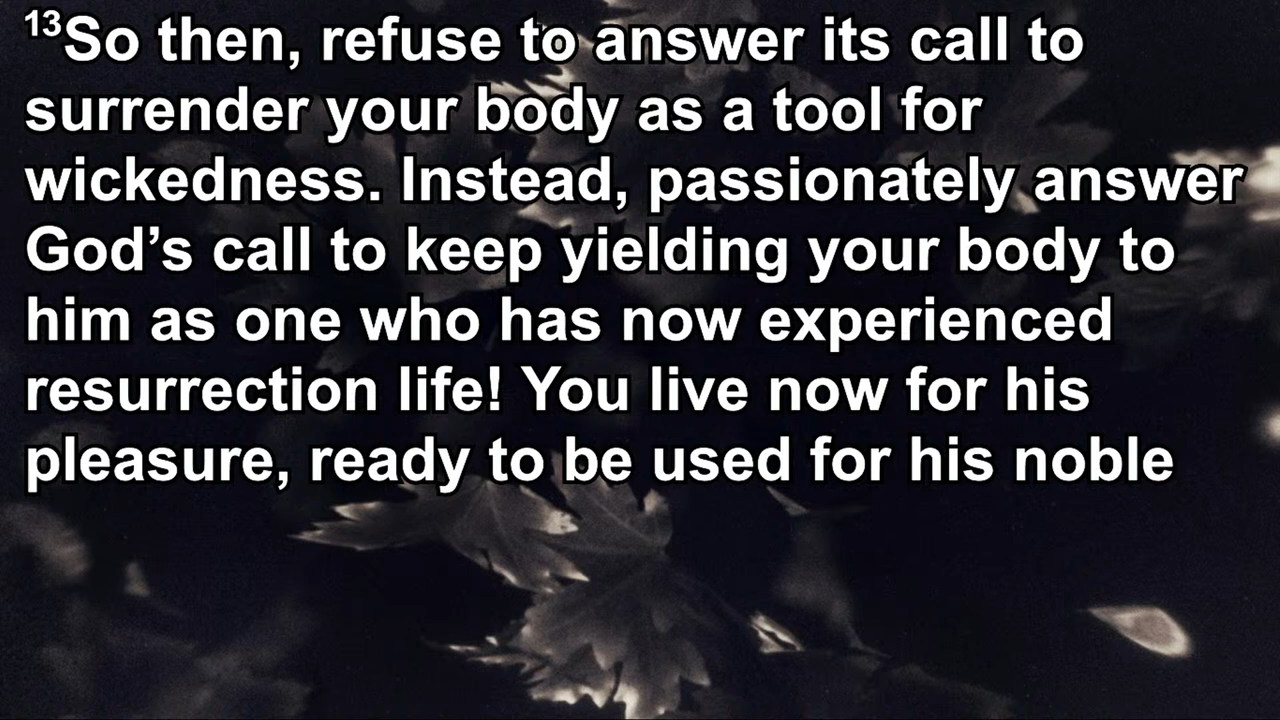 ¹³So then, refuse to answer its call to
surrender your body as a tool for
wickedness. Instead, passionately answer
God’s call to keep yielding your body to
him as one who has now experienced
resurrection life! You live now for his
pleasure, ready to be used for his noble